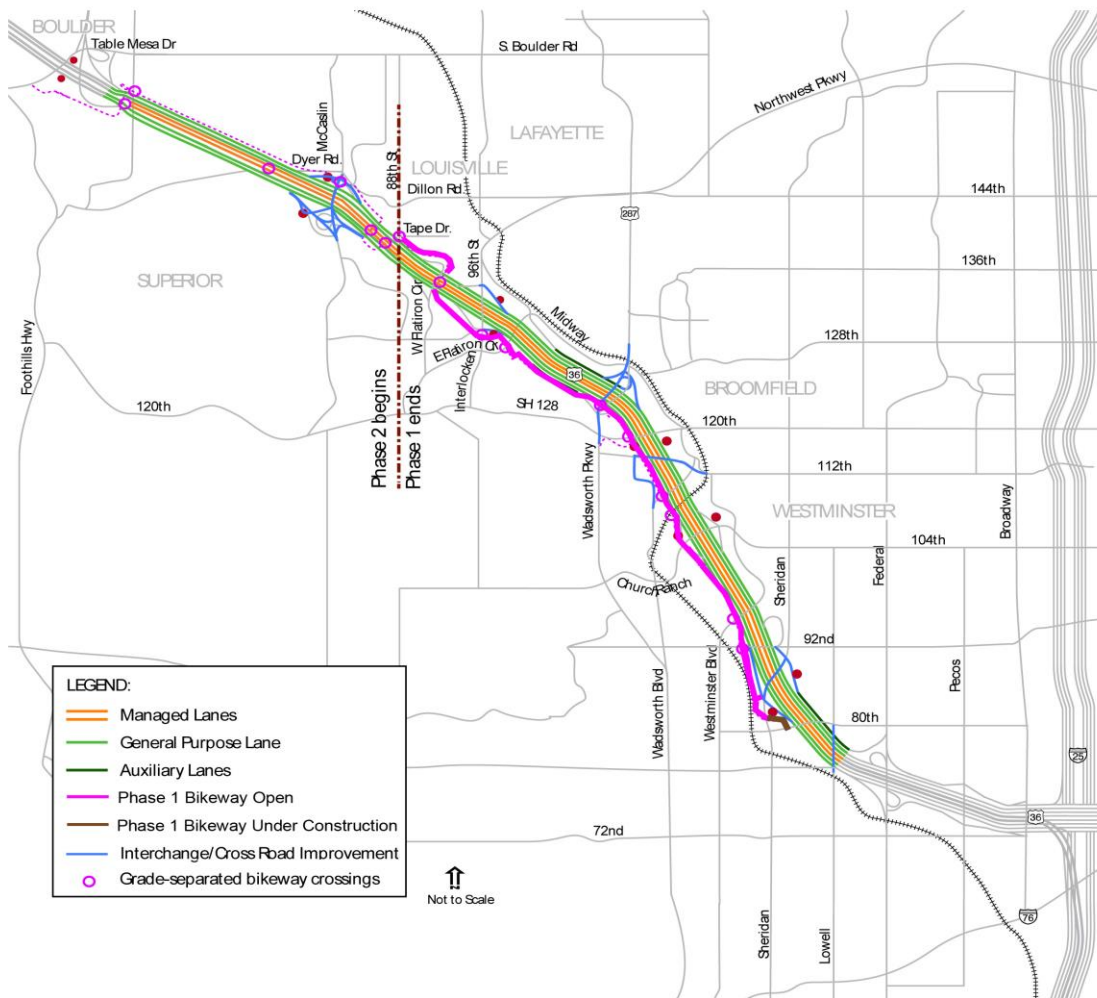 BOULDER
Table Mesa Dr
S. Boulder Rd
Northwest Pkwy
McCaslin
LAFAYETTE
Dyer Rd.
88th St
LOUISVILLE
Dillon Rd.
144th
287
Tape Dr.
96th St
136th
SUPERIOR
W Flatiron Cir
Midway
128th
Foothills Hwy
E Flatiron Cir
Interlocken
36
BROOMFIELD
120th
Phase 2 begins
Phase 1 ends
SH 128
120th
Wadsworth Pkwy
112th
WESTMINSTER
Broadway
104th
Federal
Sheridan
Church Ranch
92nd
Pecos
Westminster Blvd
Wadsworth Blvd
80th
25
36
72nd
76
Sheridan
Lowell
LEGEND:
Managed Lanes
General Purpose Lane
Auxiliary Lanes
Phase 1 Bikeway Open
Phase 1 Bikeway Under Construction
Interchange/Cross Road Improvement
Grade-separated bikeway crossings
Not to Scale